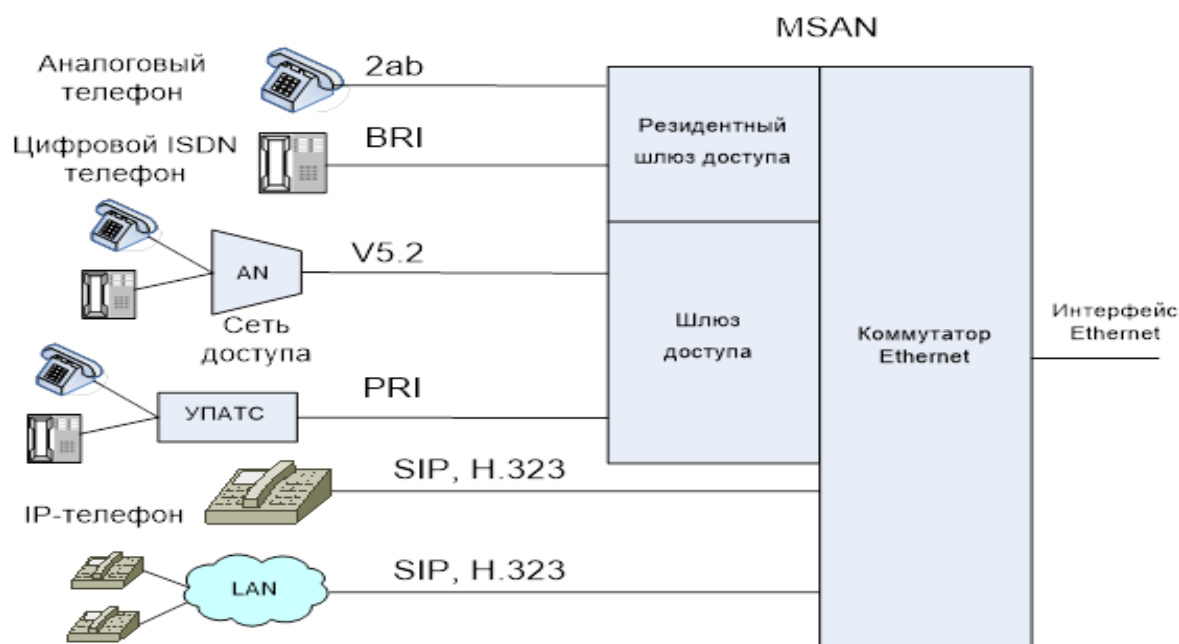 MSAN
Аналоговый
телефон
2ab
Цифровой ISDN
телефон
BRI
Резидентный
шлюз доступа
AN
V5.2
Сеть
доступа
Шлюз
доступа
Коммутатор
Ethernet
Интерфейс
Ethernet
УПАТС
PRI
SIP, H.323
IP-телефон
LAN
SIP, H.323